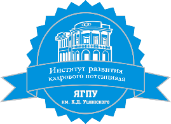 Институт развития
кадрового потенциала
ЯГПУ
им. К.Д. Ушинского